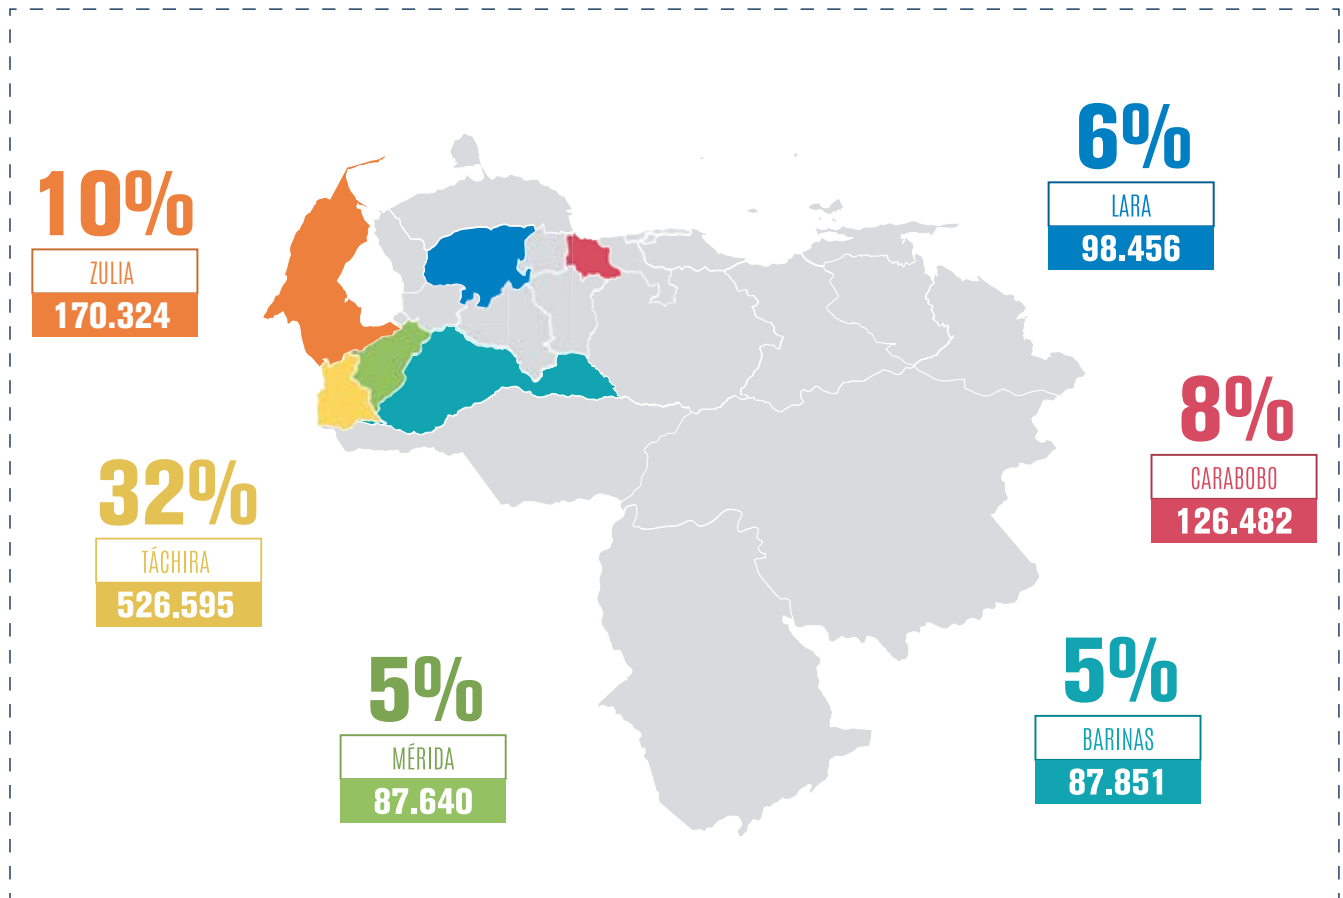 10%
ZULIA
170.324
32%
TÁCHIRA
526.595
5%
MÉRIDA
87.640
6%
LARA
98.456
8%
CARABOBO
126.482
5%
BARINAS
87.851